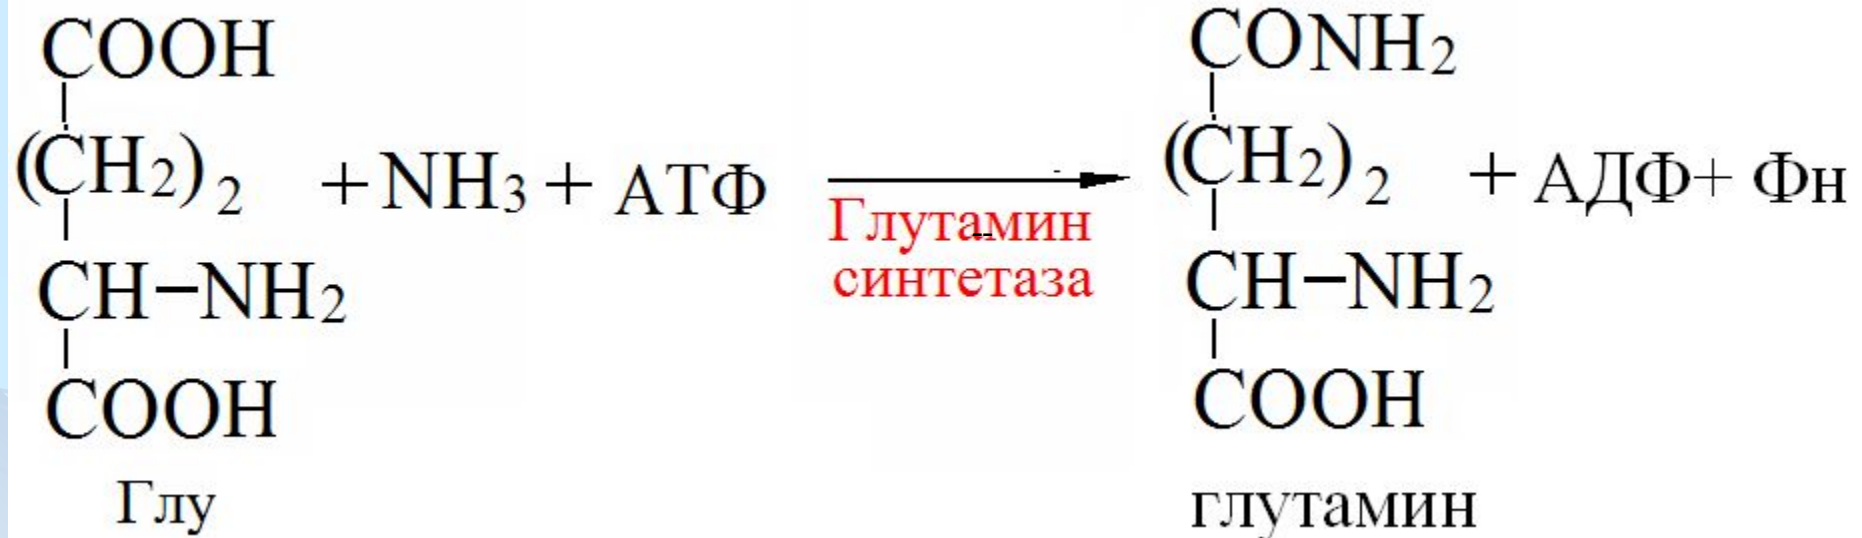 COOH
(CH2)2 + NH3 + АТФ
CH–NH2
COOH
Глу
Глутамин
синтетаза
CONH2
(CH2)2 + АДФ + Фн
CH–NH2
COOH
глутамин